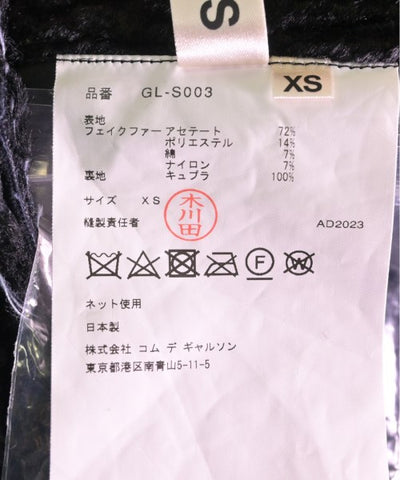 S
XS
品番 GL-S003
表地
フェイクファー アセテート 72%
ポリエステル 14%
綿 7%
ナイロン 7%
裏地 キュプラ 100%
サイズ XS
木川田
縫製責任者 AD2023
F
W
ネット使用
日本製
株式会社 コム デ ギャルソン
東京都港区南青山5-11-5